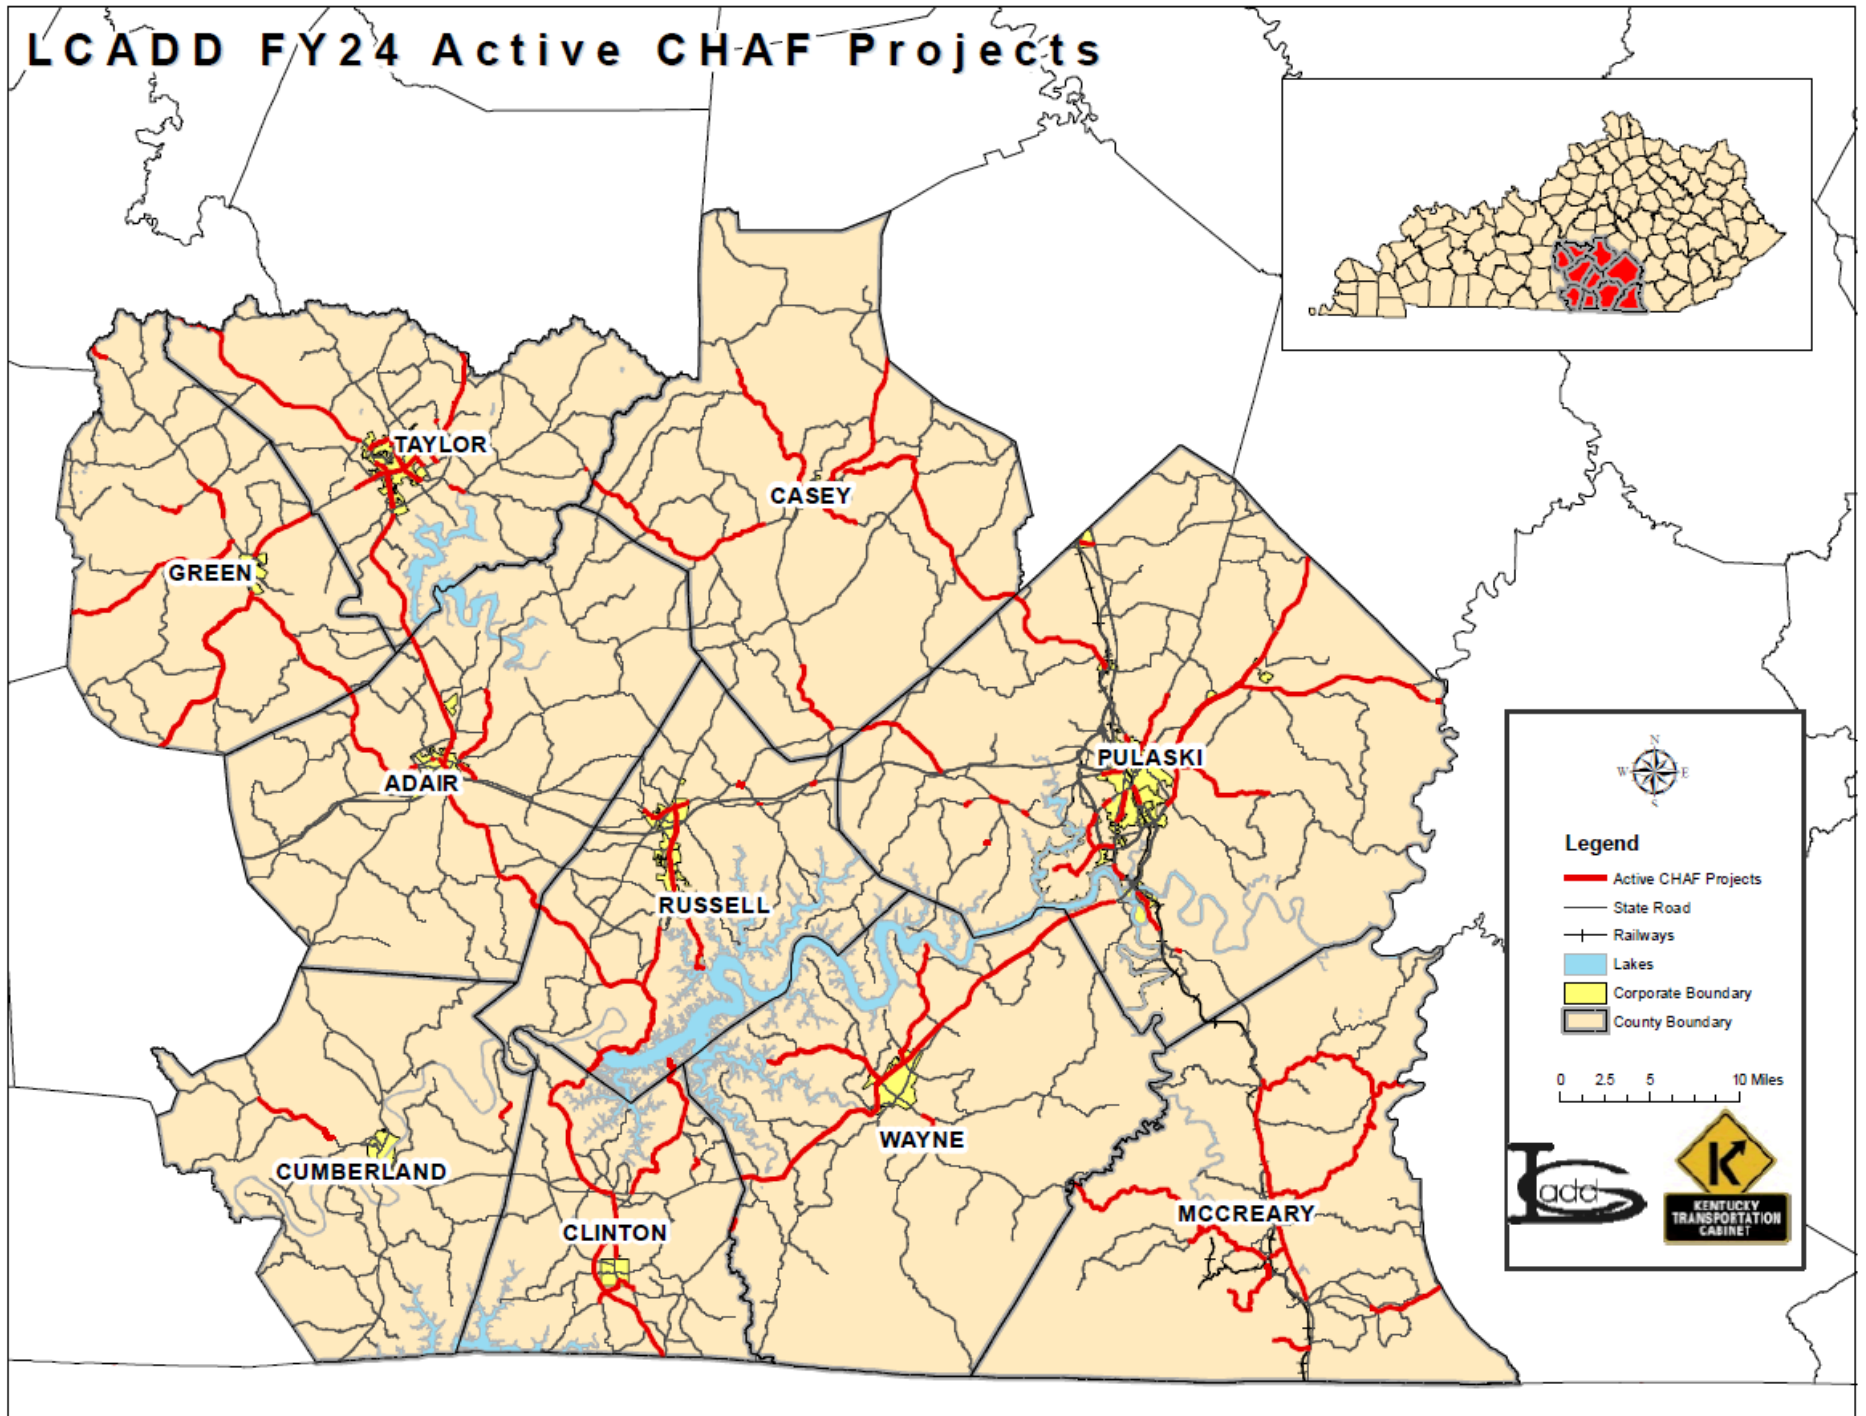 LCADD FY24 Active CHAF Projects
TAYLOR
CASEY
GREEN
PULASKI
ADAIR
RUSSELL
WAYNE
CUMBERLAND
MCCREARY
CLINTON
N
W E
S
Legend
Active CHAF Projects
State Road
Railways
Lakes
Corporate Boundary
County Boundary
0 2.5 5 10 Miles
LCadd
K
KENTUCKY
TRANSPORTATION
CABINET